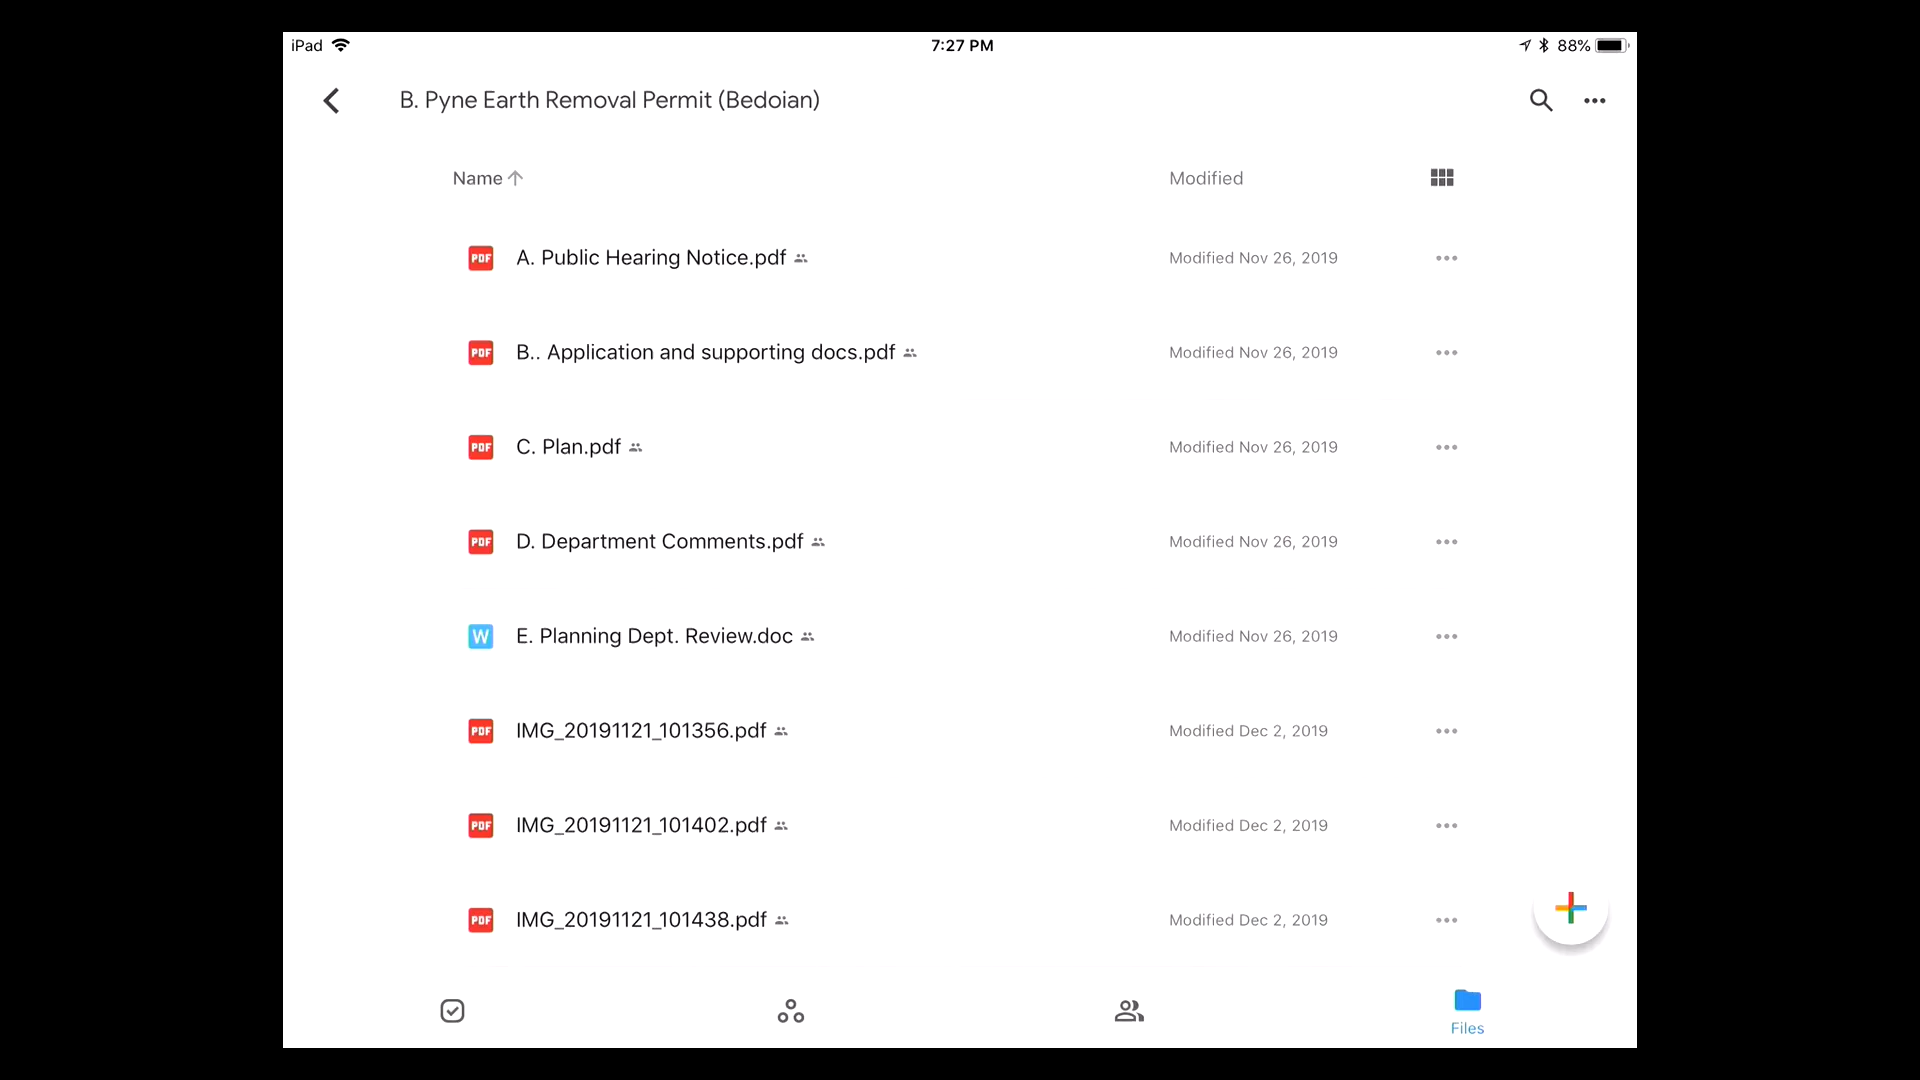 iPad 7:27 PM 88%
B. Pyne Earth Removal Permit (Bedoian)
Name Modified
PDF A. Public Hearing Notice.pdf Modified Nov 26, 2019
PDF B.. Application and supporting docs.pdf Modified Nov 26, 2019
PDF C. Plan.pdf Modified Nov 26, 2019
PDF D. Department Comments.pdf Modified Nov 26, 2019
W E. Planning Dept. Review.doc Modified Nov 26, 2019
PDF IMG_20191121_101356.pdf Modified Dec 2, 2019
PDF IMG_20191121_101402.pdf Modified Dec 2, 2019
PDF IMG_20191121_101438.pdf Modified Dec 2, 2019
Files